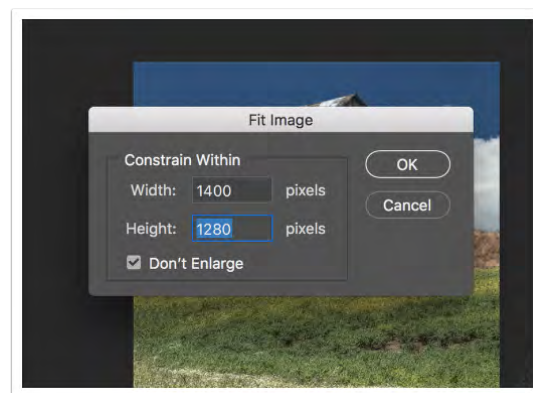 Fit Image
Constrain Within
OK
Width: 1400 pixels
Cancel
Height: 1280 pixels
Don't Enlarge